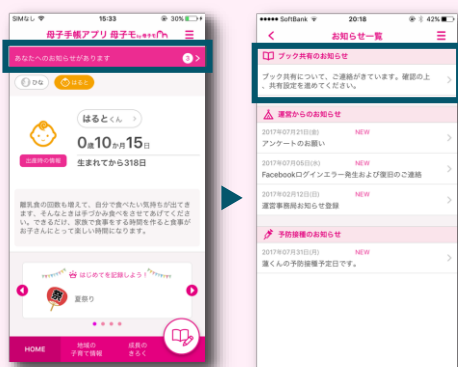 SIMなし 15:33 30%
母子手帳アプリ 母子モ
あなたへのお知らせがあります 3
ひな はると
はるとくん
0歳10か月15日
出産時の情報 生まれてから318日
離乳食の回数も増えて、自分で食べたい気持ちが出てき
ます。そんなときは手づかみ食べをさせてあげてくださ
い。できるだけ、家族で食事をする時間を作ると食事が
お子さんにとって楽しい時間になります。
はじめてを記録しよう!
祭 夏祭り
HOME 地域の 成長の
子育て情報 きろく
SoftBank 20:18 42%
お知らせ一覧
ブック共有のお知らせ
ブック共有について、ご連絡がきています。確認の上
、共有設定を進めてください。
運営からのお知らせ
2017年07月21日(金) NEW
アンケートのお願い
2017年07月05日(水) NEW
Facebookログインエラー発生および復旧のご連絡
2017年02月12日(日) NEW
運営事務局お知らせ登録
予防接種のお知らせ
2017年07月31日(月) NEW
蓮くんの予防接種予定日です。